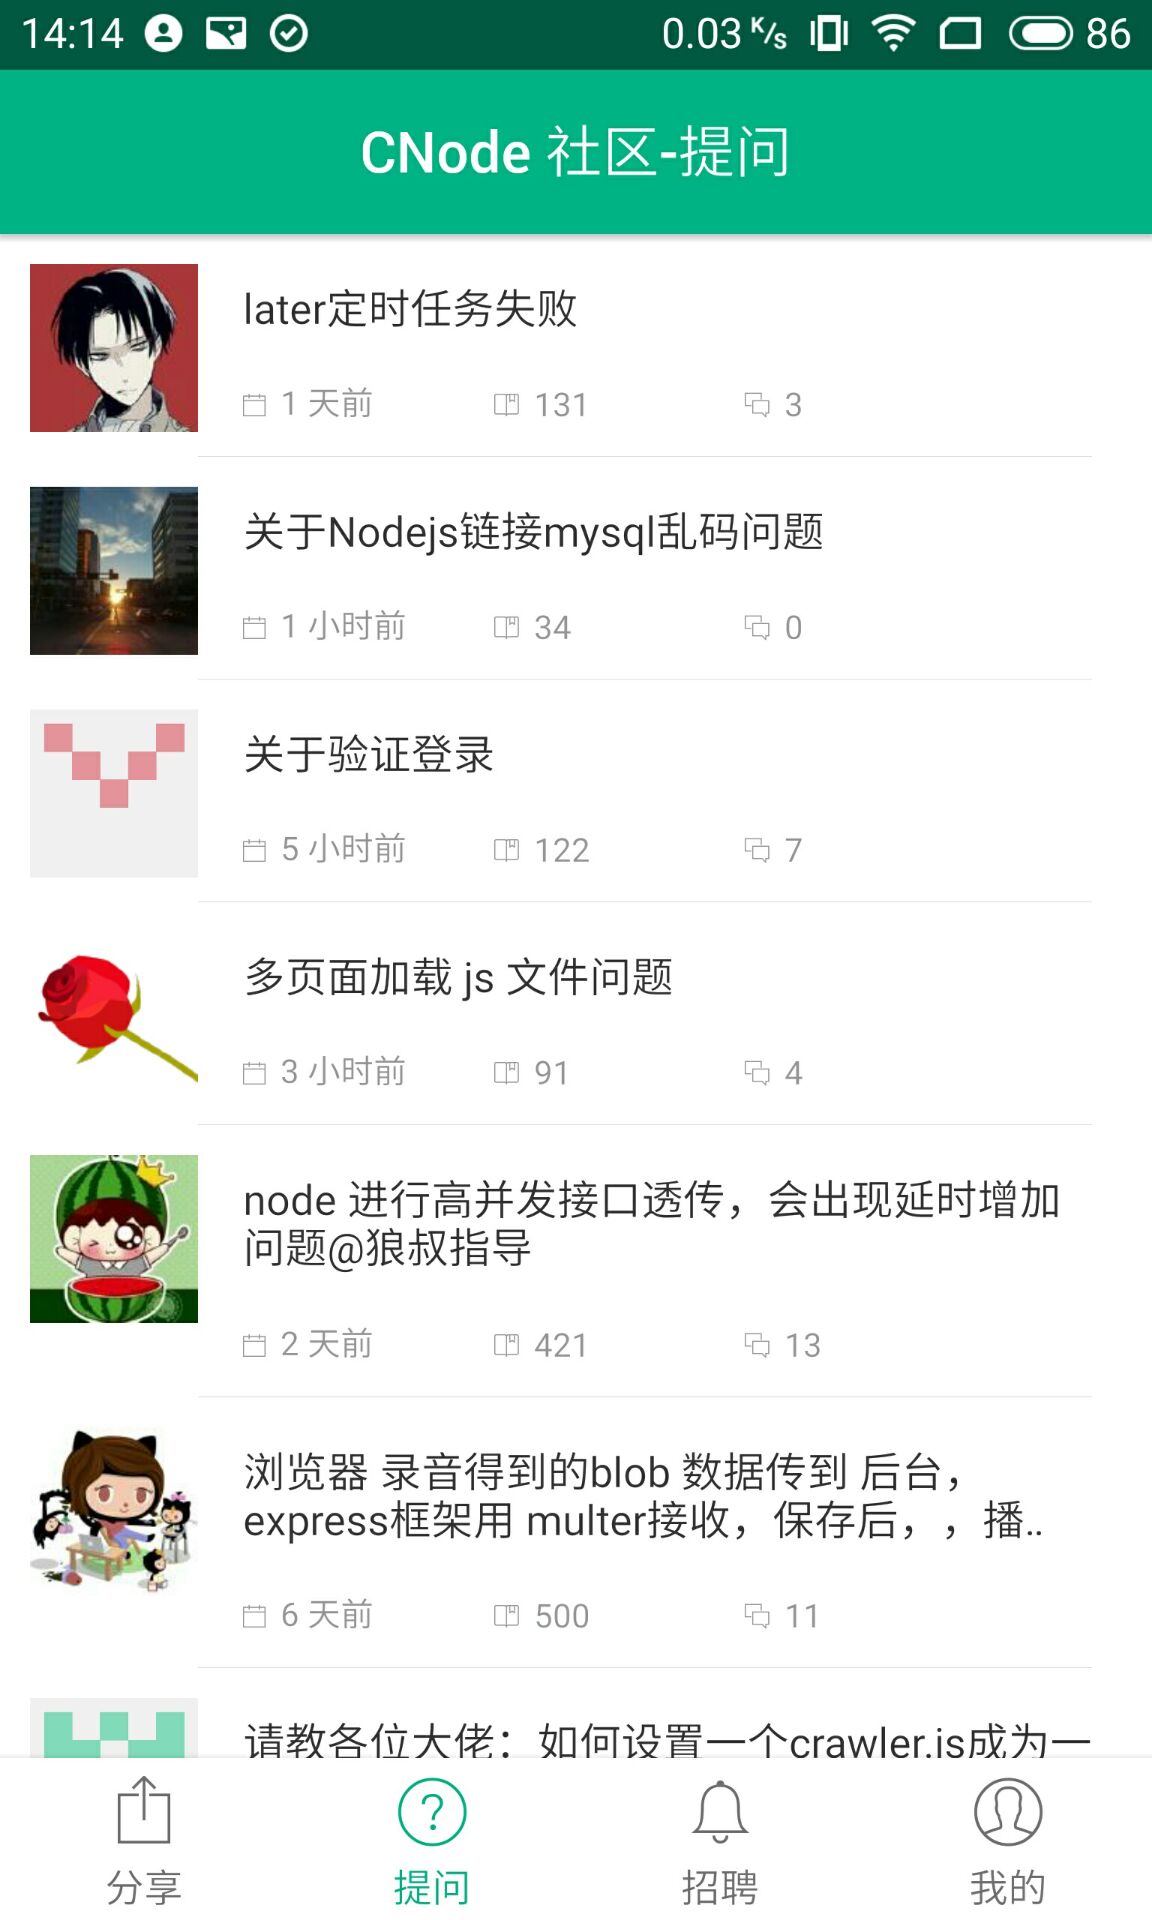 14:14 0.03 K/s 86
CNode 社区-提问
later定时任务失败
1 天前 131 3
关于Nodejs链接mysql乱码问题
1 小时前 34 0
关于验证登录
5 小时前 122 7
多页面加载 js 文件问题
3 小时前 91 4
node 进行高并发接口透传，会出现延时增加
问题@狼叔指导
2 天前 421 13
浏览器 录音得到的blob 数据传到 后台，
express框架用 multer接收，保存后，，播..
6 天前 500 11
请教各位大佬：如何设置一个crawler.js成为一
分享 提问 招聘 我的